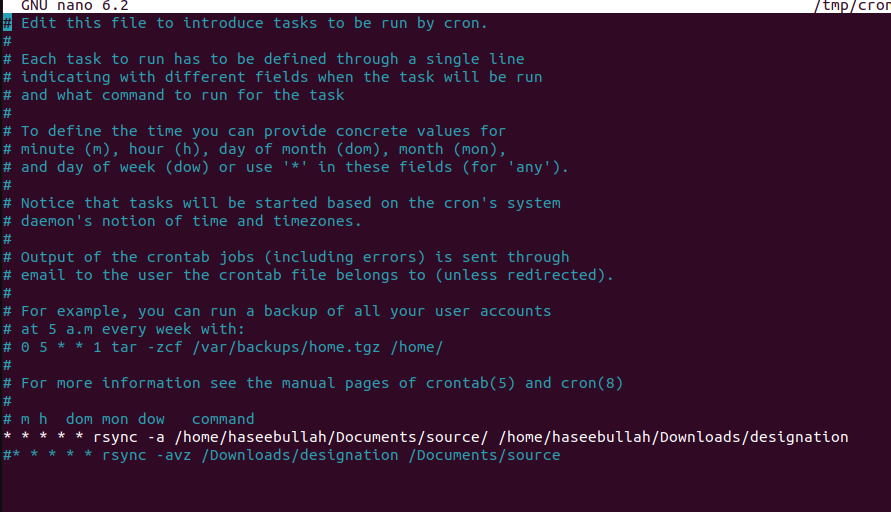 GNU nano 6.2 /tmp/cron
# Edit this file to introduce tasks to be run by cron.
#
# Each task to run has to be defined through a single line
# indicating with different fields when the task will be run
# and what command to run for the task
#
# To define the time you can provide concrete values for
# minute (m), hour (h), day of month (dom), month (mon),
# and day of week (dow) or use '*' in these fields (for 'any').
#
# Notice that tasks will be started based on the cron's system
# daemon's notion of time and timezones.
#
# Output of the crontab jobs (including errors) is sent through
# email to the user the crontab file belongs to (unless redirected).
#
# For example, you can run a backup of all your user accounts
# at 5 a.m every week with:
# 0 5 * * 1 tar -zcf /var/backups/home.tgz /home/
#
# For more information see the manual pages of crontab(5) and cron(8)
#
# m h  dom mon dow   command
* * * * * rsync -a /home/haseebullah/Documents/source/ /home/haseebullah/Downloads/designation
#* * * * * rsync -avz /Downloads/designation /Documents/source